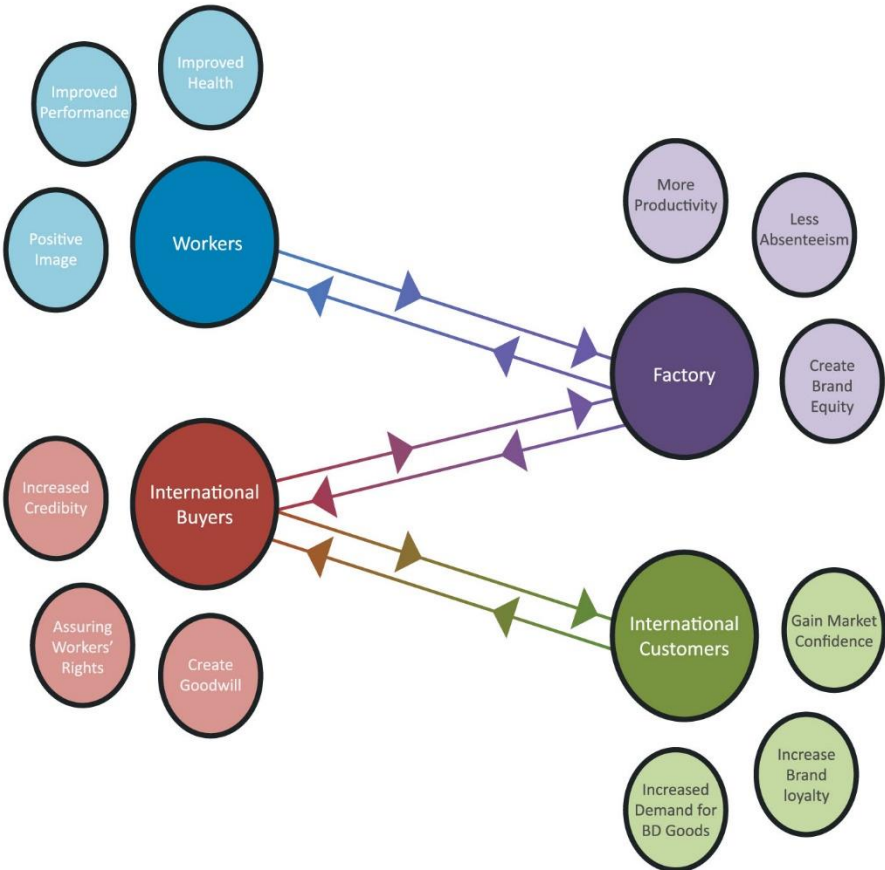 Improved
Health
Improved
Performance
Positive
Image
Workers
More
Productivity
Less
Absenteeism
Factory
Create
Brand
Equity
Increased
Credibity
International
Buyers
Assuring
Workers'
Rights
Create
Goodwill
International
Customers
Gain Market
Confidence
Increase
Brand
loyalty
Increased
Demand for
BD Goods